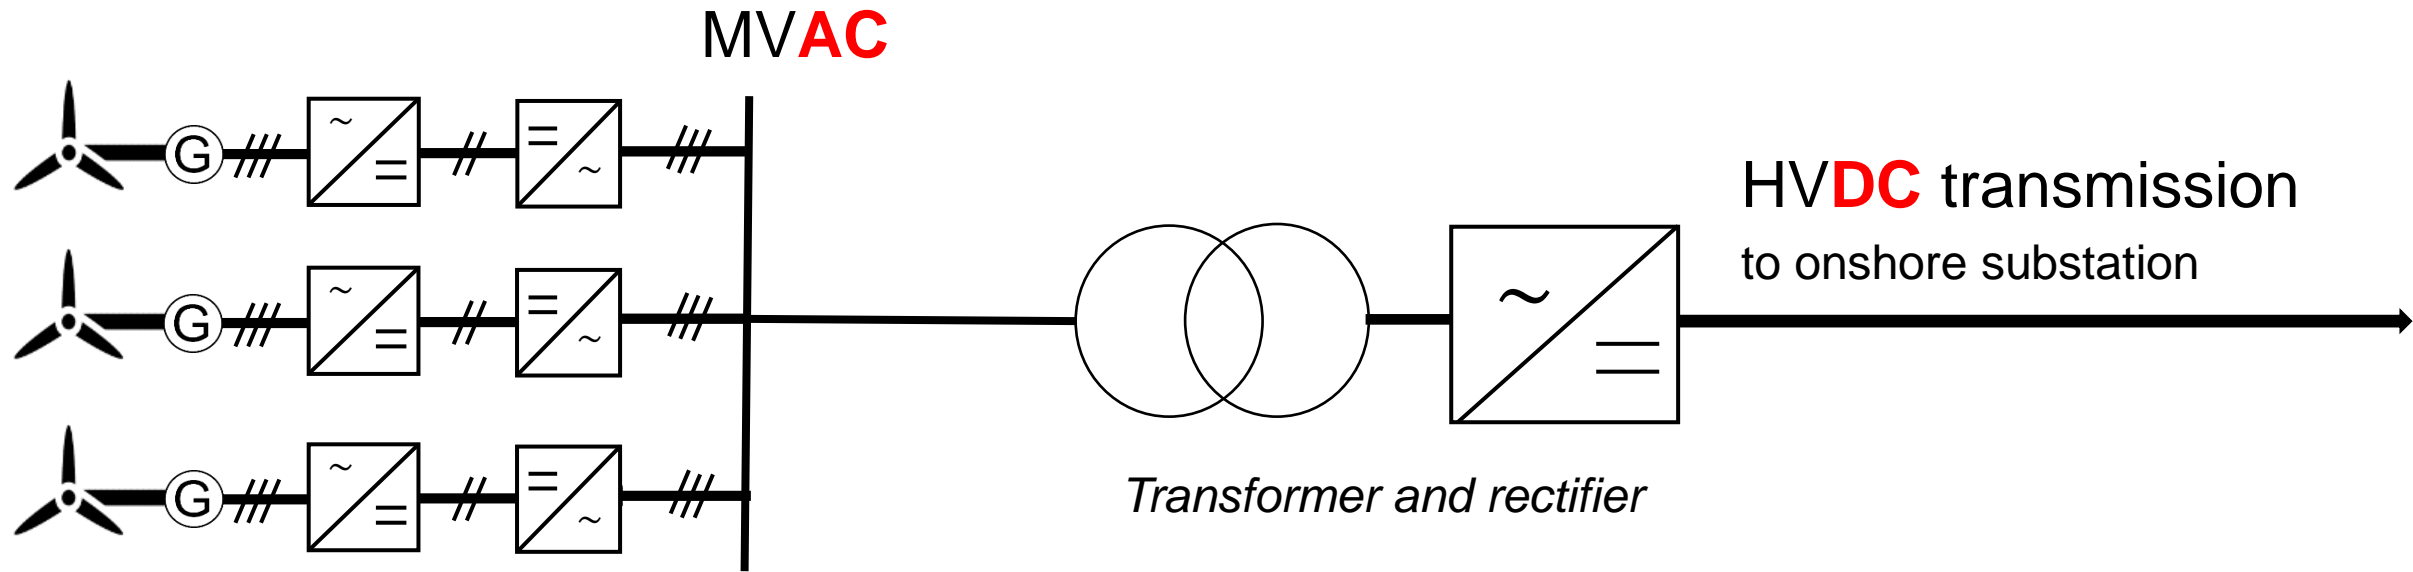 MVAC
G
G
G
HVDC transmission
to onshore substation
Transformer and rectifier